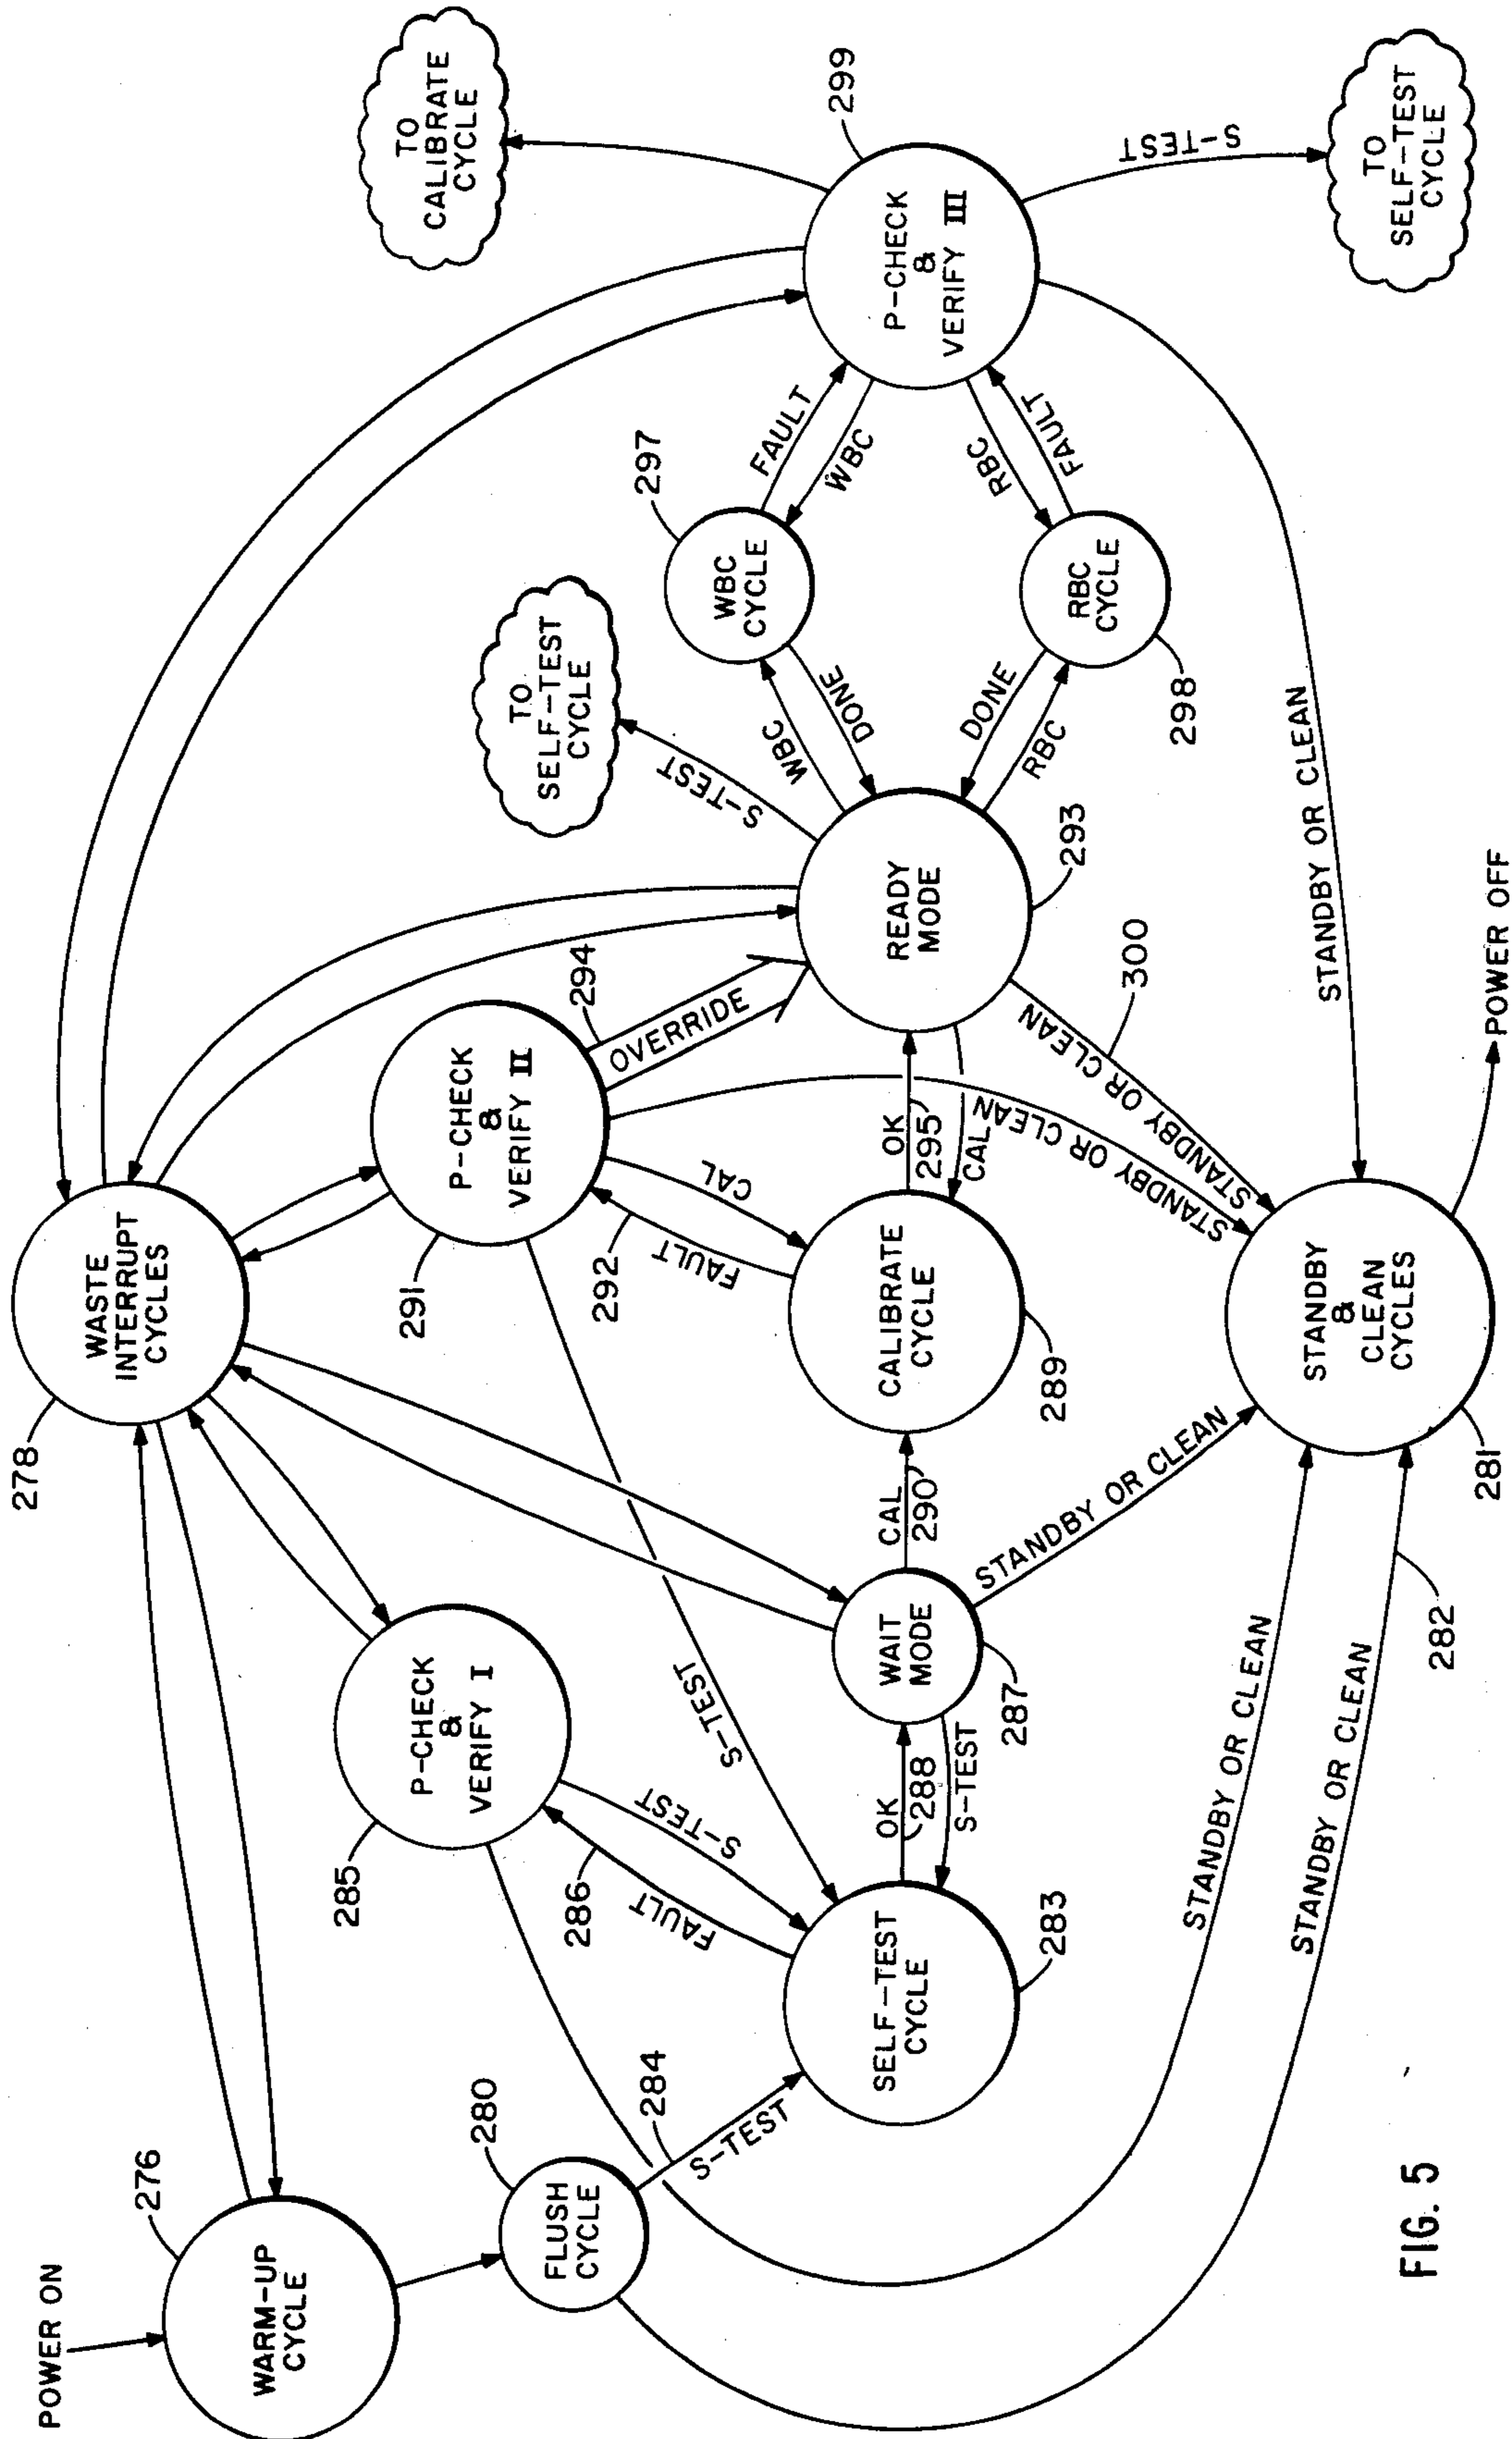 POWER ON
276
WARM-UP
CYCLE
280
FLUSH
CYCLE
284
S-TEST
278
WASTE
INTERRUPT
CYCLES
285
P-CHECK
&
VERIFY I
286
FAULT
S-TEST
S-TEST
SELF-TEST
CYCLE
283
OK
288
S-TEST
WAIT
MODE
287
CAL
290
STANDBY OR CLEAN
291
P-CHECK
&
VERIFY II
292
FAULT
CAL
CALIBRATE
CYCLE
289
294
OVERRIDE
OK
295
CAL
STANDBY OR CLEAN
STANDBY OR CLEAN
300
READY
MODE
293
S-TEST
TO
SELF-TEST
CYCLE
WBC
DONE
WBC
CYCLE
297
FAULT
WBC
DONE
RBC
RBC
CYCLE
298
RBC
FAULT
P-CHECK
&
VERIFY III
299
TO
CALIBRATE
CYCLE
S-TEST
TO
SELF-TEST
CYCLE
STANDBY OR CLEAN
STANDBY OR CLEAN
STANDBY OR CLEAN
282
STANDBY
&
CLEAN
CYCLES
281
POWER OFF
FIG. 5